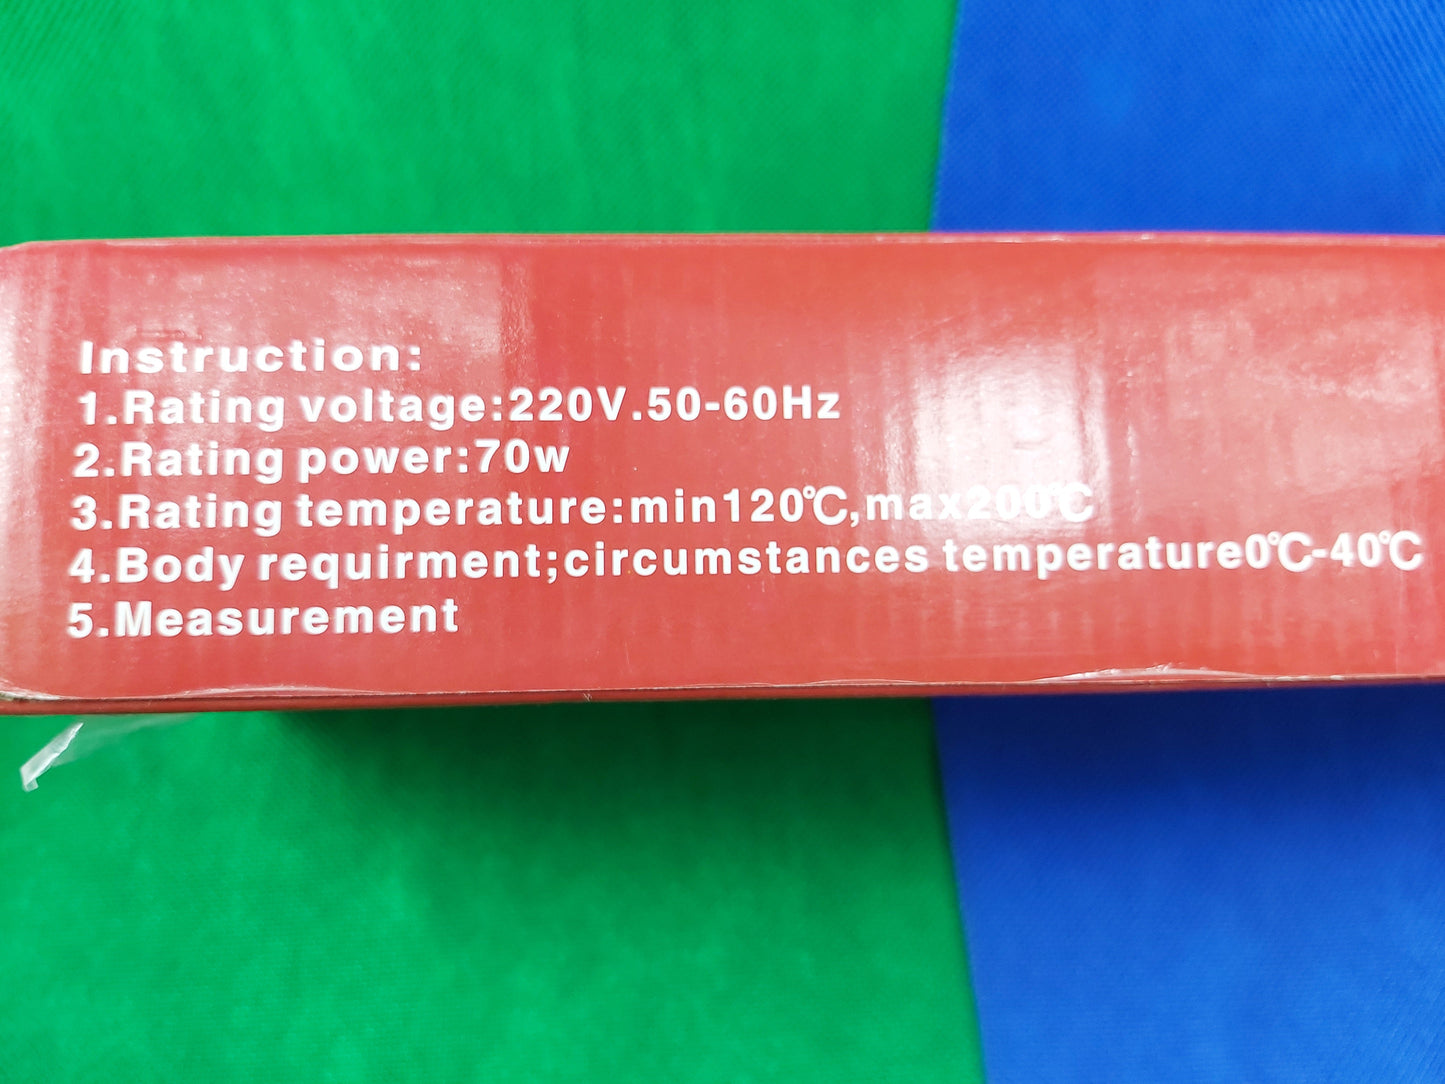 Instruction:
1.Rating voltage:220V.50-60Hz
2.Rating power:70w
3.Rating temperature:min120℃,max200℃
4.Body requirment;circumstances temperature0℃-40℃
5.Measurement